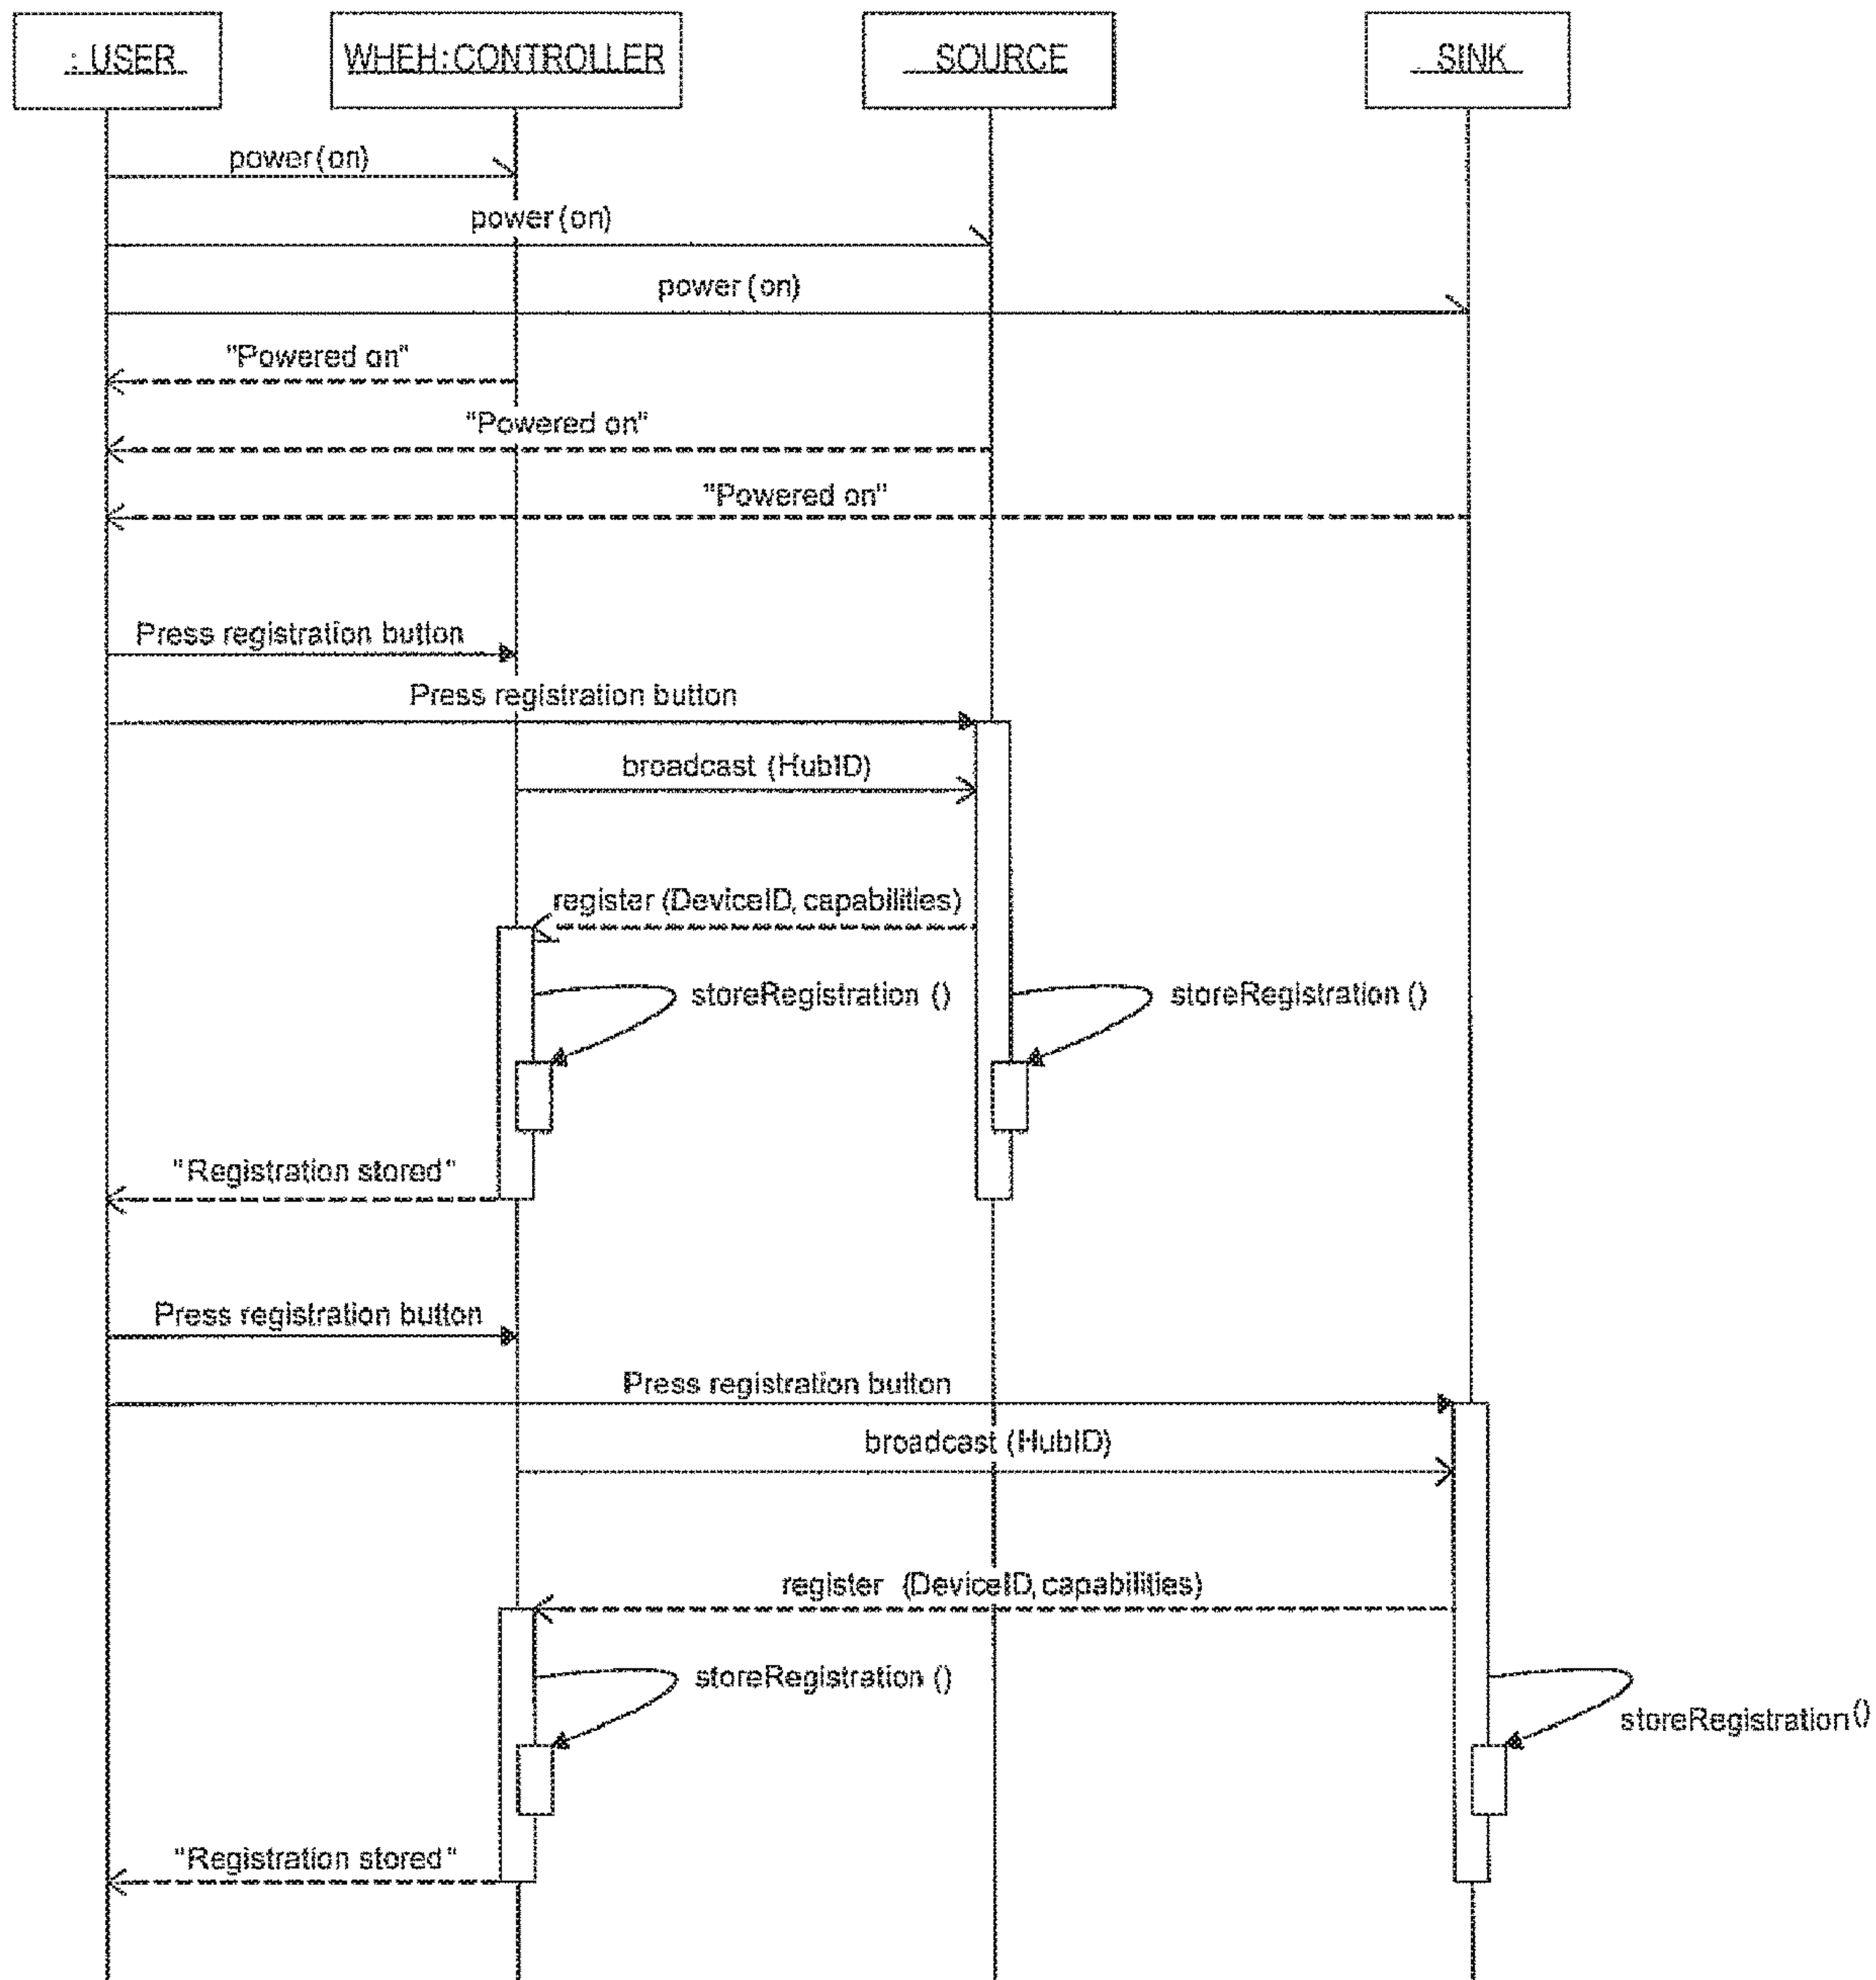 : USER
WHEH:CONTROLLER
SOURCE
SINK
power (on)
power (on)
power (on)
"Powered on"
"Powered on"
"Powered on"
Press registration button
Press registration button
broadcast (HubID)
register (DeviceID, capabilities)
storeRegistration ()
storeRegistration ()
"Registration stored"
Press registration button
Press registration button
broadcast (HubID)
register (DeviceID, capabilities)
storeRegistration ()
storeRegistration ()
"Registration stored"